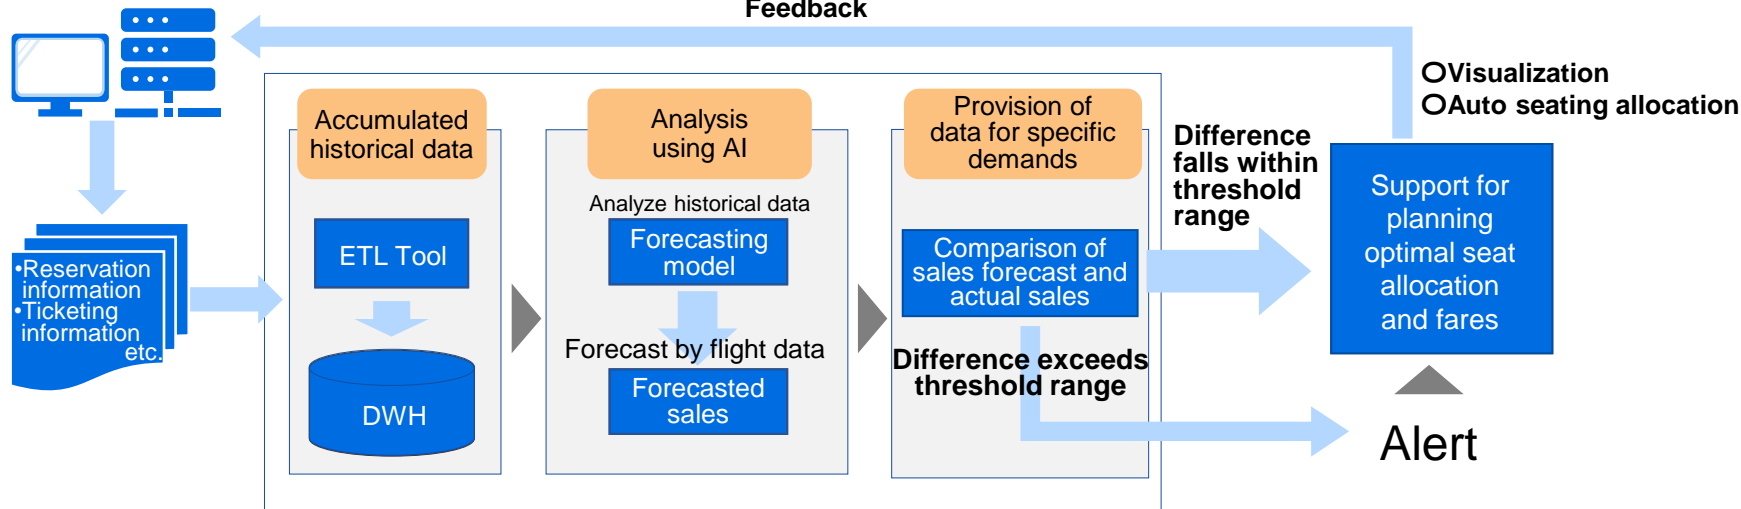 Feedback
○Visualization
○Auto seating allocation
Accumulated
historical data
Analysis
using AI
Provision of
data for specific
demands
Difference
falls within
threshold
range
Support for
planning
optimal seat
allocation
and fares
Analyze historical data
ETL Tool
Forecasting
model
Comparison of
sales forecast and
actual sales
•Reservation
information
•Ticketing
information
etc.
Forecast by flight data
Difference exceeds
threshold range
DWH
Forecasted
sales
Alert